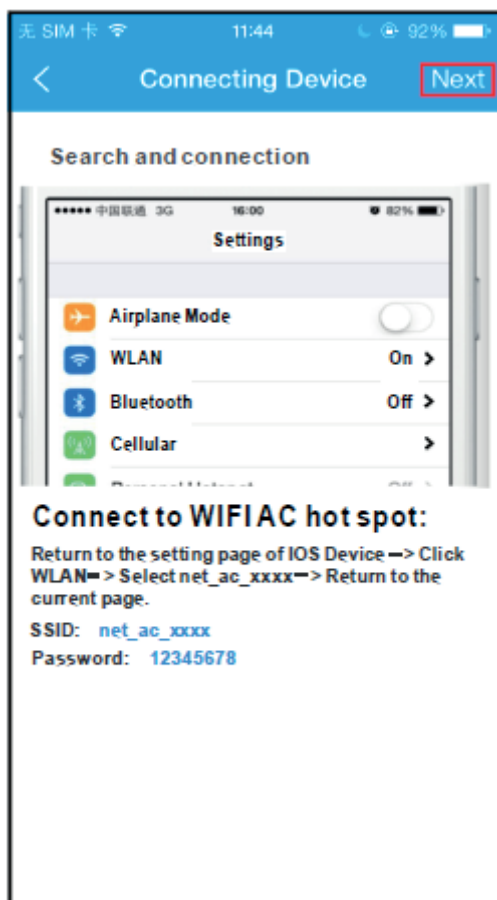 无 SIM 卡 11:44 92%
Connecting Device Next
Search and connection
中国联通 3G 16:00 82%
Settings
Airplane Mode
WLAN On
Bluetooth Off
Cellular
Connect to WIFI AC hot spot:
Return to the setting page of IOS Device —> Click
WLAN—> Select net_ac_xxxx—> Return to the
current page.
SSID: net_ac_xxxx
Password: 12345678